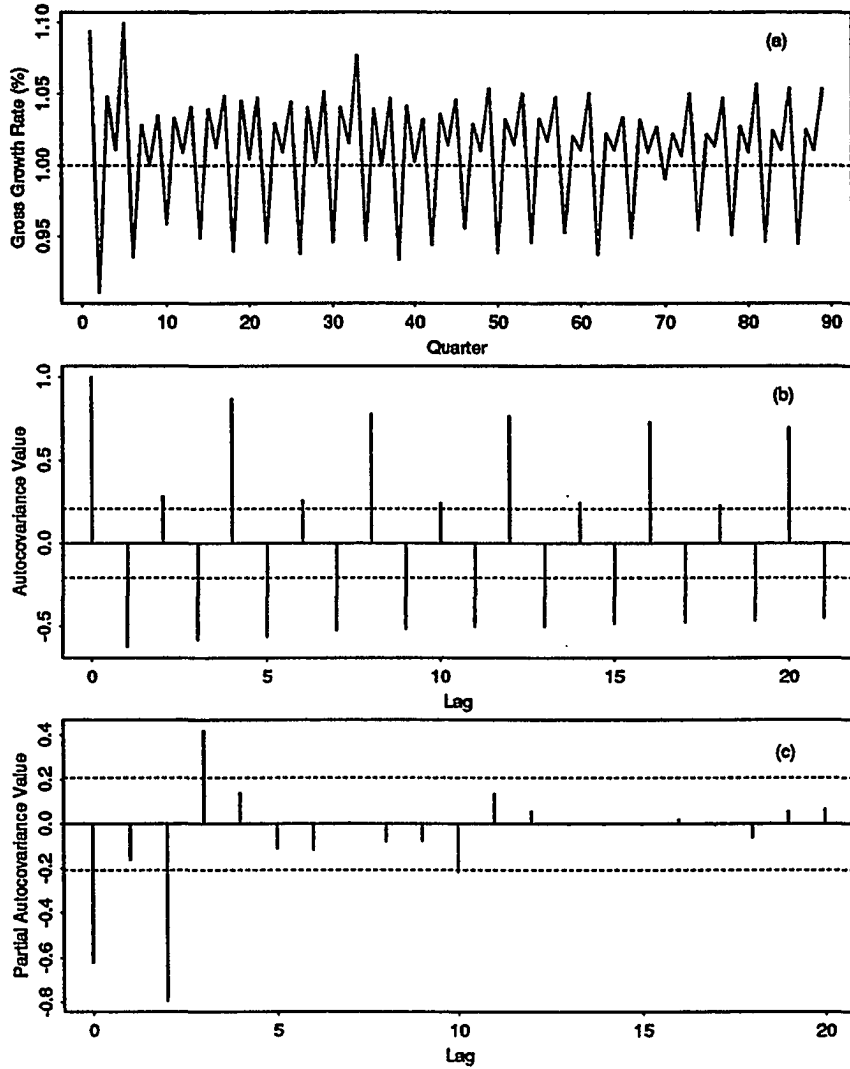 (a)
Gross Growth Rate (%)
1.10
1.05
1.00
0.95
0 10 20 30 40 50 60 70 80 90
Quarter
(b)
Autocovariance Value
1.0
0.5
0.0
-0.5
0 5 10 15 20
Lag
(c)
Partial Autocovariance Value
0.4
0.2
0.0
-0.2
-0.4
-0.6
-0.8
0 5 10 15 20
Lag